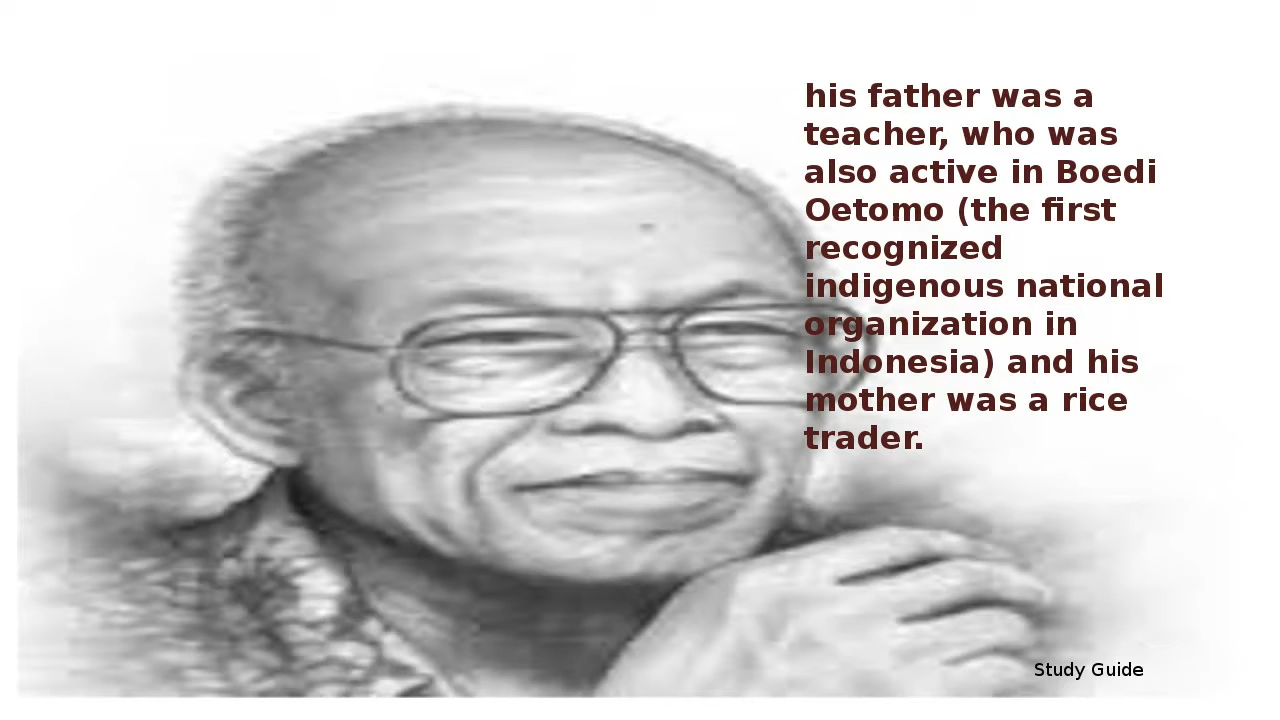 his father was a
teacher, who was
also active in Boedi
Oetomo (the first
recognized
indigenous national
organization in
Indonesia) and his
mother was a rice
trader.
Study Guide